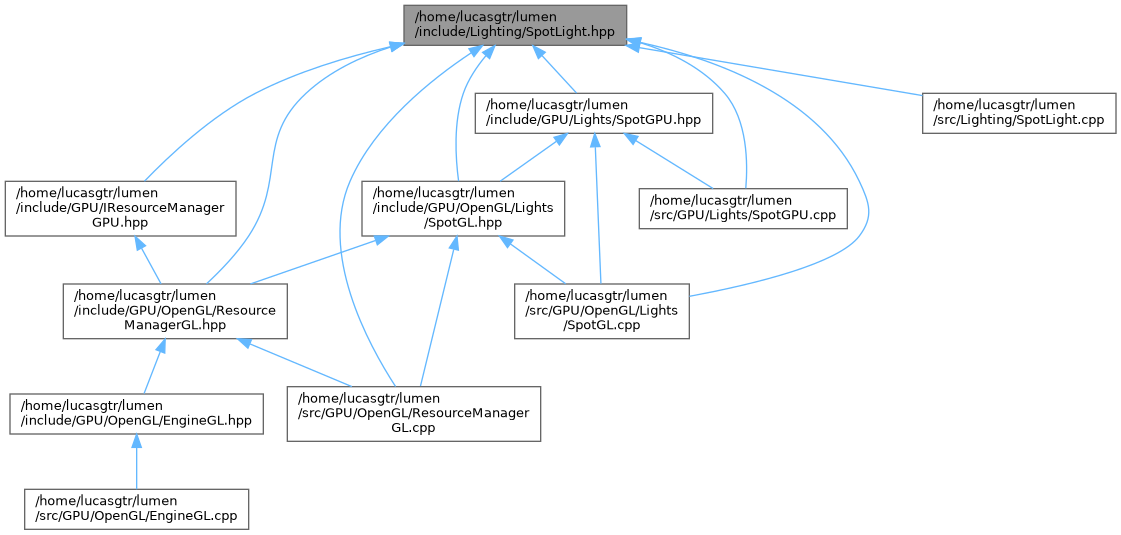 /home/lucasgtr/lumen
/include/Lighting/SpotLight.hpp
/home/lucasgtr/lumen
/include/GPU/Lights/SpotGPU.hpp
/home/lucasgtr/lumen
/src/Lighting/SpotLight.cpp
/home/lucasgtr/lumen
/include/GPU/IResourceManager
GPU.hpp
/home/lucasgtr/lumen
/include/GPU/OpenGL/Lights
/SpotGL.hpp
/home/lucasgtr/lumen
/src/GPU/Lights/SpotGPU.cpp
/home/lucasgtr/lumen
/include/GPU/OpenGL/Resource
ManagerGL.hpp
/home/lucasgtr/lumen
/src/GPU/OpenGL/Lights
/SpotGL.cpp
/home/lucasgtr/lumen
/include/GPU/OpenGL/EngineGL.hpp
/home/lucasgtr/lumen
/src/GPU/OpenGL/ResourceManager
GL.cpp
/home/lucasgtr/lumen
/src/GPU/OpenGL/EngineGL.cpp